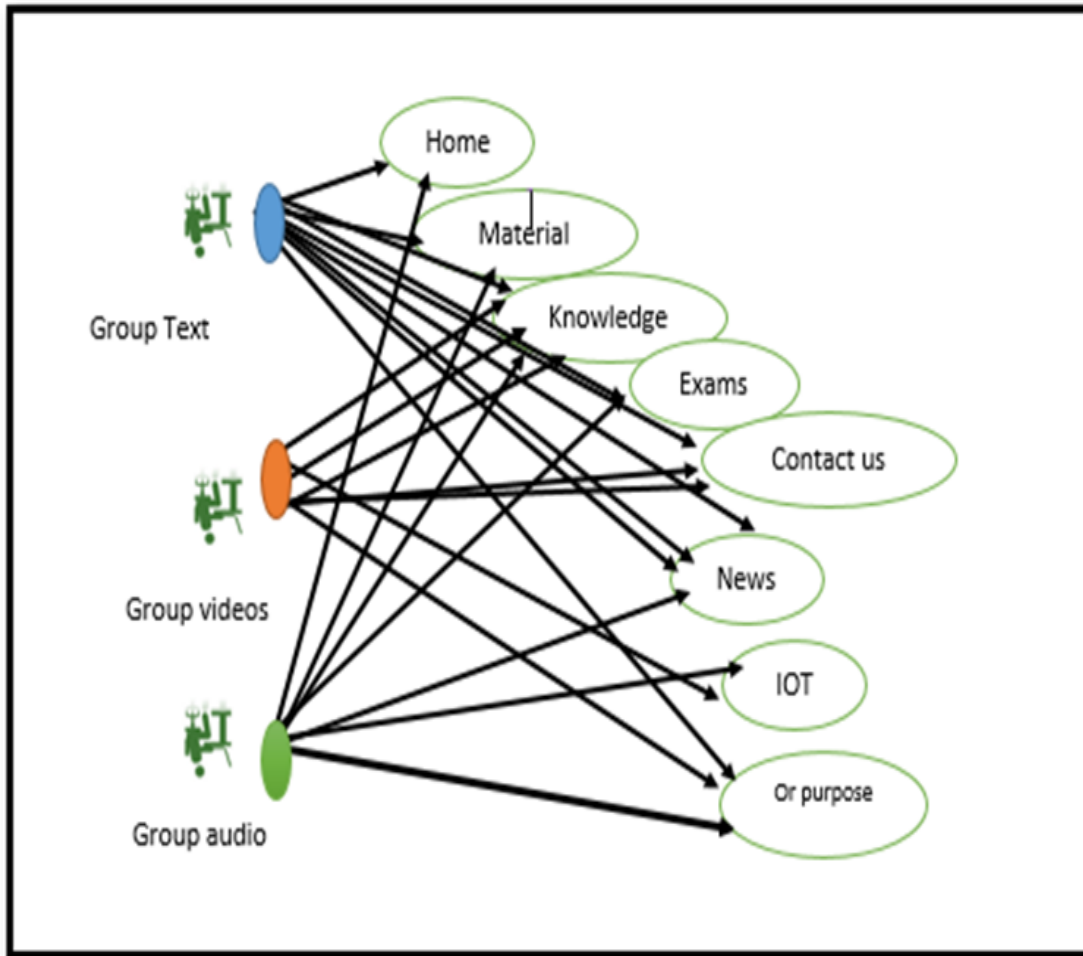 Home
Material
Knowledge
Group Text
Exams
Contact us
News
Group videos
IOT
Or purpose
Group audio